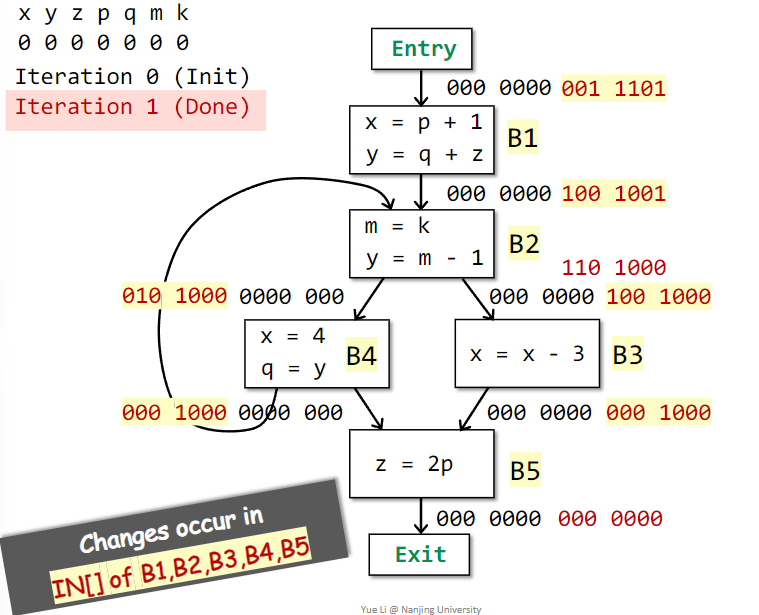 x y z p q m k
0 0 0 0 0 0 0
Iteration 0 (Init)
Iteration 1 (Done)
Entry
000 0000 001 1101
x = p + 1
y = q + z
B1
000 0000 100 1001
m = k
y = m - 1
B2
110 1000
010 1000 0000 000
000 0000 100 1000
x = 4
q = y
B4
x = x - 3
B3
000 1000 0000 000
000 0000 000 1000
z = 2p
B5
000 0000 000 0000
Exit
Changes occur in
IN[] of B1,B2,B3,B4,B5
Yue Li @ Nanjing University